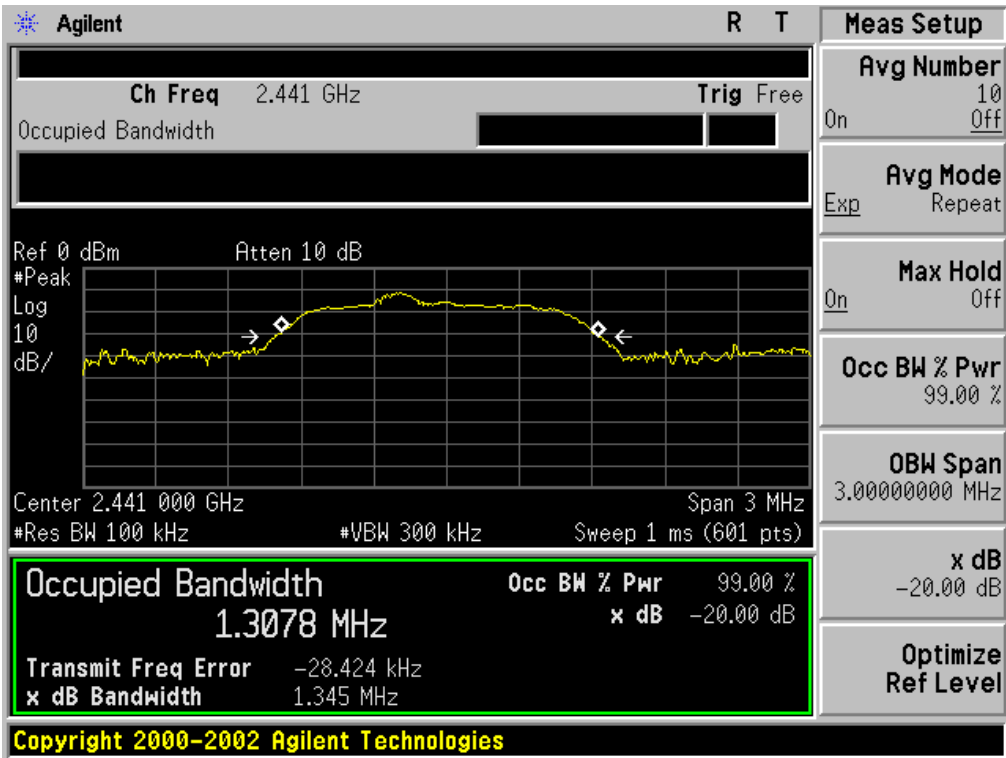 Agilent R T
Ch Freq 2.441 GHz Trig Free
Occupied Bandwidth
Ref 0 dBm Atten 10 dB
#Peak
Log
10
dB/
Center 2.441 000 GHz Span 3 MHz
#Res BW 100 kHz #VBW 300 kHz Sweep 1 ms (601 pts)
Occupied Bandwidth Occ BW % Pwr 99.00 %
1.3078 MHz x dB -20.00 dB
Transmit Freq Error -28.424 kHz
x dB Bandwidth 1.345 MHz
Copyright 2000-2002 Agilent Technologies
Meas Setup
Avg Number
10
On Off
Avg Mode
Exp Repeat
Max Hold
On Off
Occ BW % Pwr
99.00 %
OBW Span
3.00000000 MHz
x dB
-20.00 dB
Optimize
Ref Level